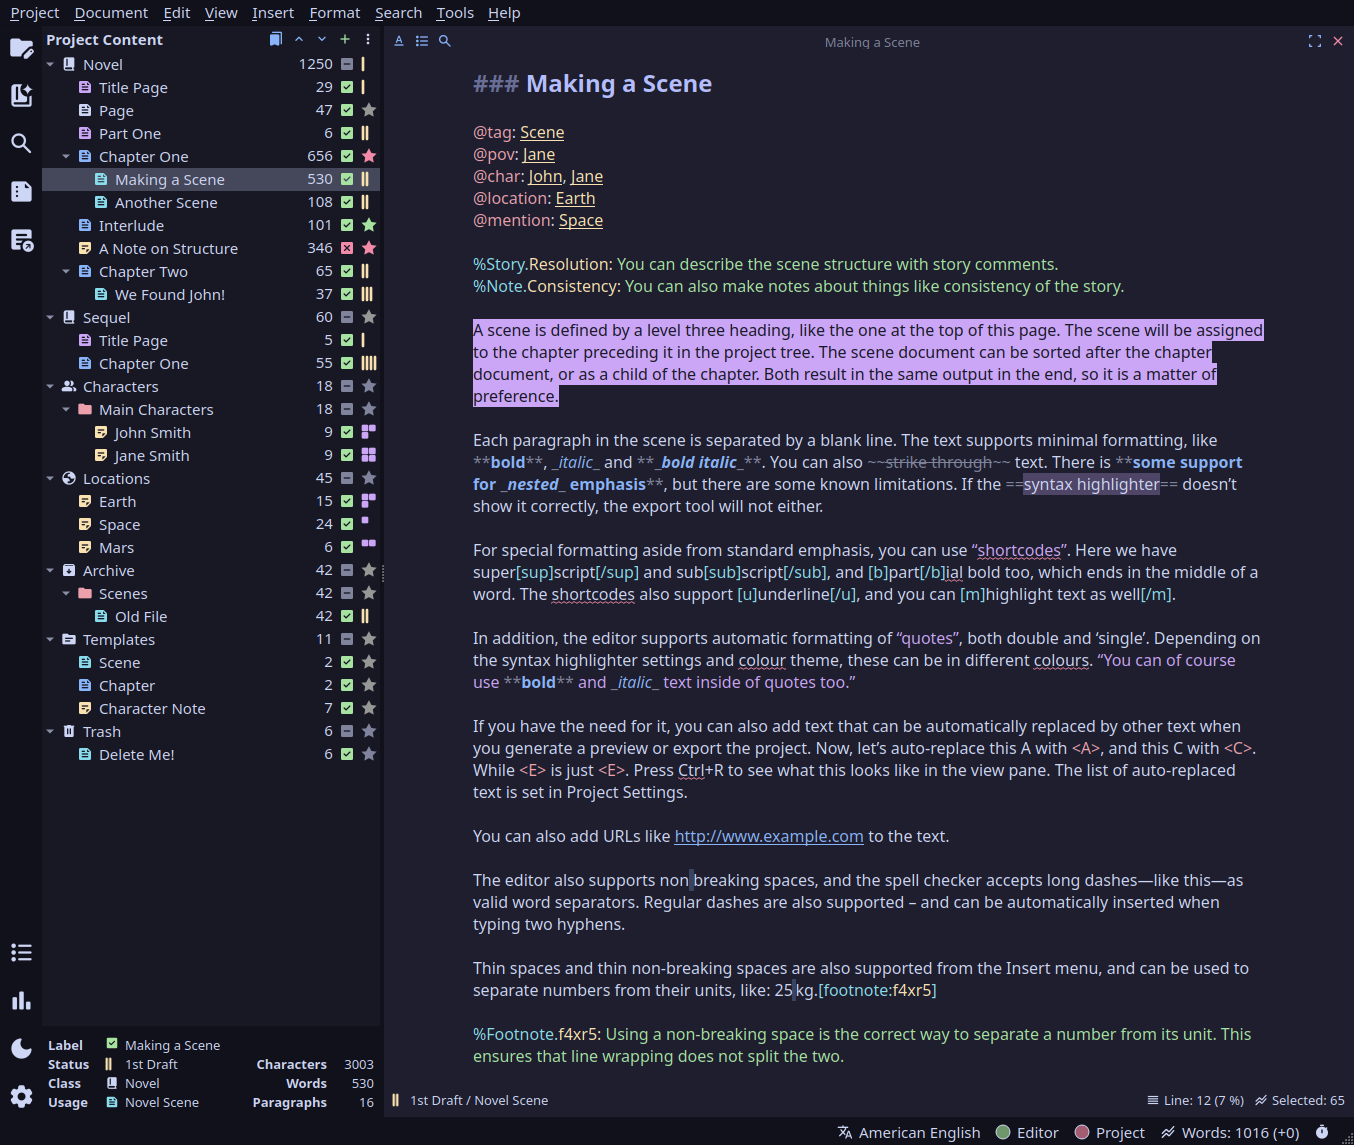 Project Document Edit View Insert Format Search Tools Help
Project Content
Novel 1250
Title Page 29
Page 47
Part One 6
Chapter One 656
Making a Scene 530
Another Scene 108
Interlude 101
A Note on Structure 346
Chapter Two 65
We Found John! 37
Sequel 60
Title Page 5
Chapter One 55
Characters 18
Main Characters 18
John Smith 9
Jane Smith 9
Locations 45
Earth 15
Space 24
Mars 6
Archive 42
Scenes 42
Old File 42
Templates 11
Scene 2
Chapter 2
Character Note 7
Trash 6
Delete Me! 6
Label Making a Scene
Status 1st Draft Characters 3003
Class Novel Words 530
Usage Novel Scene Paragraphs 16
Making a Scene
### Making a Scene
@tag: Scene
@pov: Jane
@char: John, Jane
@location: Earth
@mention: Space
%Story.Resolution: You can describe the scene structure with story comments.
%Note.Consistency: You can also make notes about things like consistency of the story.
A scene is defined by a level three heading, like the one at the top of this page. The scene will be assigned
to the chapter preceding it in the project tree. The scene document can be sorted after the chapter
document, or as a child of the chapter. Both result in the same output in the end, so it is a matter of
preference.
Each paragraph in the scene is separated by a blank line. The text supports minimal formatting, like
**bold**, _italic_ and **_bold italic_**. You can also ~~strike through~~ text. There is **some support
for _nested_ emphasis**, but there are some known limitations. If the ==syntax highlighter== doesn’t
show it correctly, the export tool will not either.
For special formatting aside from standard emphasis, you can use “shortcodes”. Here we have
super[sup]script[/sup] and sub[sub]script[/sub], and [b]part[/b]ial bold too, which ends in the middle of a
word. The shortcodes also support [u]underline[/u], and you can [m]highlight text as well[/m].
In addition, the editor supports automatic formatting of “quotes”, both double and ‘single’. Depending on
the syntax highlighter settings and colour theme, these can be in different colours. “You can of course
use **bold** and _italic_ text inside of quotes too.”
If you have the need for it, you can also add text that can be automatically replaced by other text when
you generate a preview or export the project. Now, let’s auto-replace this A with <A>, and this C with <C>.
While <E> is just <E>. Press Ctrl+R to see what this looks like in the view pane. The list of auto-replaced
text is set in Project Settings.
You can also add URLs like http://www.example.com to the text.
The editor also supports non breaking spaces, and the spell checker accepts long dashes—like this—as
valid word separators. Regular dashes are also supported – and can be automatically inserted when
typing two hyphens.
Thin spaces and thin non-breaking spaces are also supported from the Insert menu, and can be used to
separate numbers from their units, like: 25 kg.[footnote:f4xr5]
%Footnote.f4xr5: Using a non-breaking space is the correct way to separate a number from its unit. This
ensures that line wrapping does not split the two.
1st Draft / Novel Scene Line: 12 (7 %) Selected: 65
American English Editor Project Words: 1016 (+0)